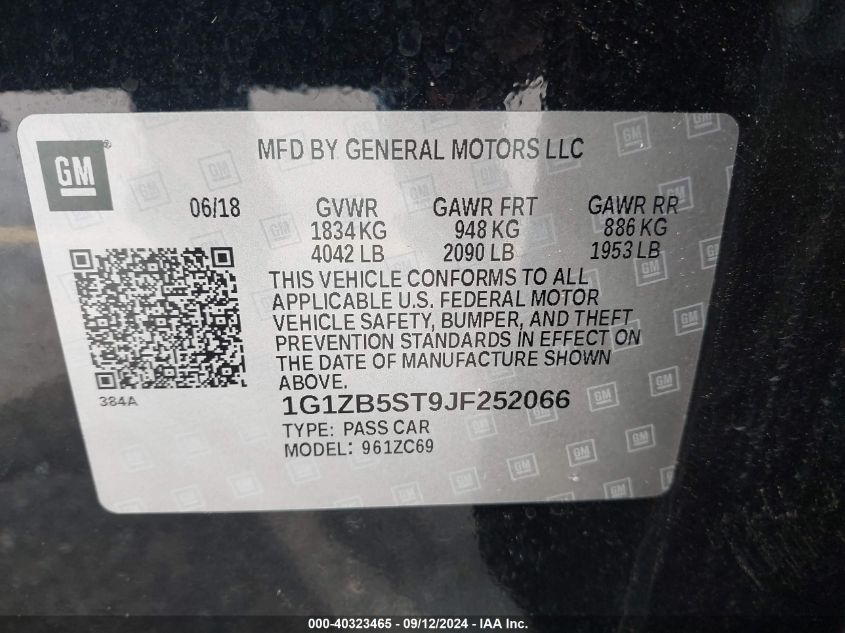 GM®
MFD BY GENERAL MOTORS LLC
06/18 GVWR GAWR FRT GAWR RR
1834 KG 948 KG 886 KG
4042 LB 2090 LB 1953 LB
THIS VEHICLE CONFORMS TO ALL
APPLICABLE U.S. FEDERAL MOTOR
VEHICLE SAFETY, BUMPER, AND THEFT
PREVENTION STANDARDS IN EFFECT ON
THE DATE OF MANUFACTURE SHOWN
ABOVE.
384A
1G1ZB5ST9JF252066
TYPE: PASS CAR
MODEL: 961ZC69
000-40323465 - 09/12/2024 - IAA Inc.